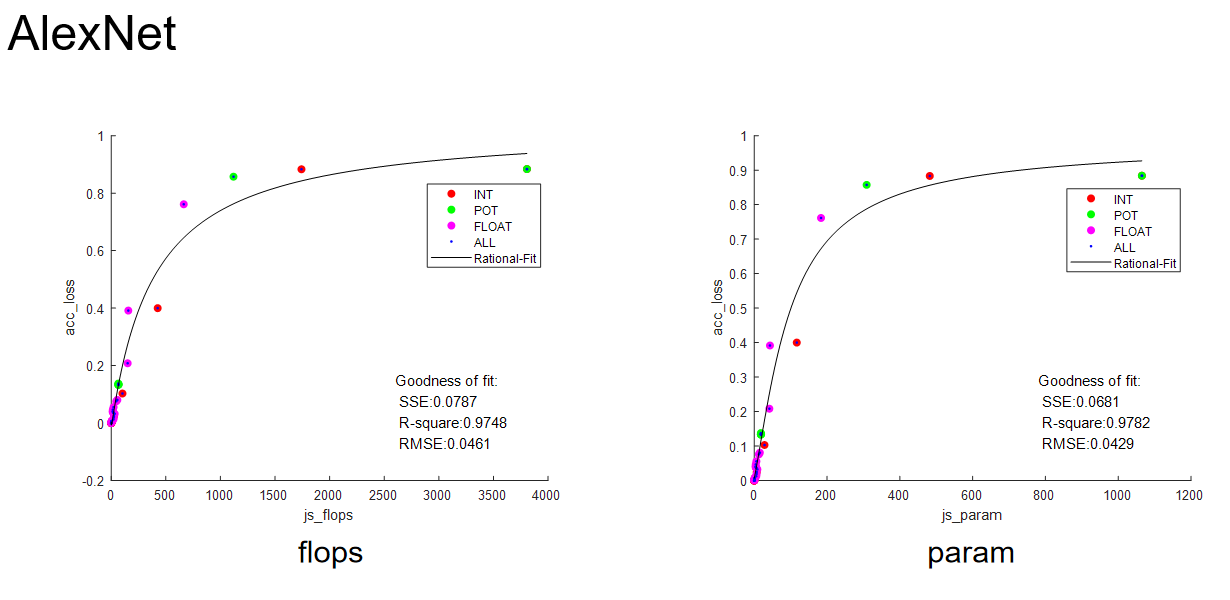 AlexNet
1
0.8
0.6
0.4
0.2
0
-0.2
acc_loss
0 500 1000 1500 2000 2500 3000 3500 4000
js_flops
INT
POT
FLOAT
ALL
Rational-Fit
Goodness of fit:
SSE:0.0787
R-square:0.9748
RMSE:0.0461
flops
1
0.9
0.8
0.7
0.6
0.5
0.4
0.3
0.2
0.1
0
acc_loss
0 200 400 600 800 1000 1200
js_param
INT
POT
FLOAT
ALL
Rational-Fit
Goodness of fit:
SSE:0.0681
R-square:0.9782
RMSE:0.0429
param